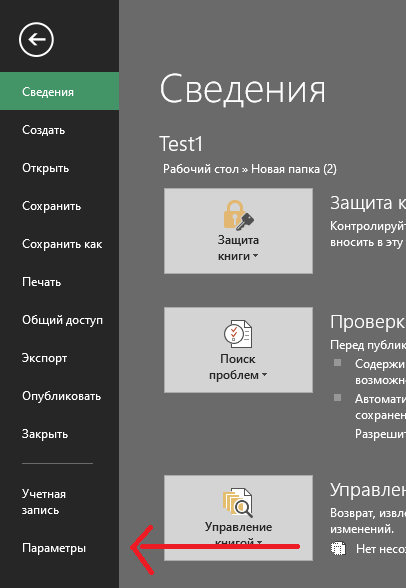 Сведения
Создать
Открыть
Сохранить
Сохранить как
Печать
Общий доступ
Экспорт
Опубликовать
Закрыть
Учетная
запись
Параметры
Сведения
Test1
Рабочий стол » Новая папка (2)
Защита
книги
Защита к
Контролируйт
вносить в эту
Поиск
проблем
Проверк
Перед публик
Содержи
возможно
Автомати
сохранен
Разрешит
Управление
книгой
Управлен
Возврат, извле
изменений.
Нет несо